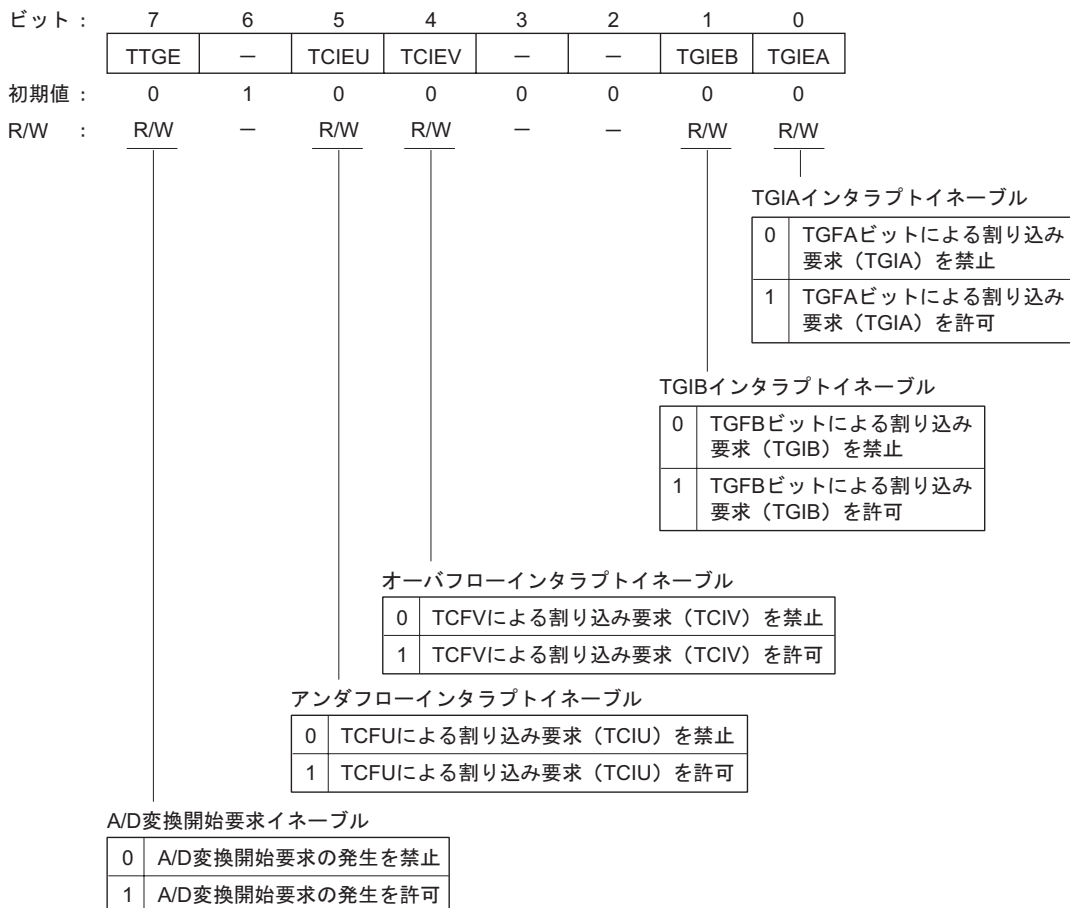 ビット : 7 6 5 4 3 2 1 0
TTGE — TCIEU TCIEV — — TGIEB TGIEA
初期値 : 0 1 0 0 0 0 0 0
R/W : R/W — R/W R/W — — R/W R/W
TGIAインタラプトイネーブル
0 TGFAビットによる割り込み
要求（TGIA）を禁止
1 TGFAビットによる割り込み
要求（TGIA）を許可
TGIBインタラプトイネーブル
0 TGFBビットによる割り込み
要求（TGIB）を禁止
1 TGFBビットによる割り込み
要求（TGIB）を許可
オーバフローインタラプトイネーブル
0 TCFVによる割り込み要求（TCIV）を禁止
1 TCFVによる割り込み要求（TCIV）を許可
アンダフローインタラプトイネーブル
0 TCFUによる割り込み要求（TCIU）を禁止
1 TCFUによる割り込み要求（TCIU）を許可
A/D変換開始要求イネーブル
0 A/D変換開始要求の発生を禁止
1 A/D変換開始要求の発生を許可